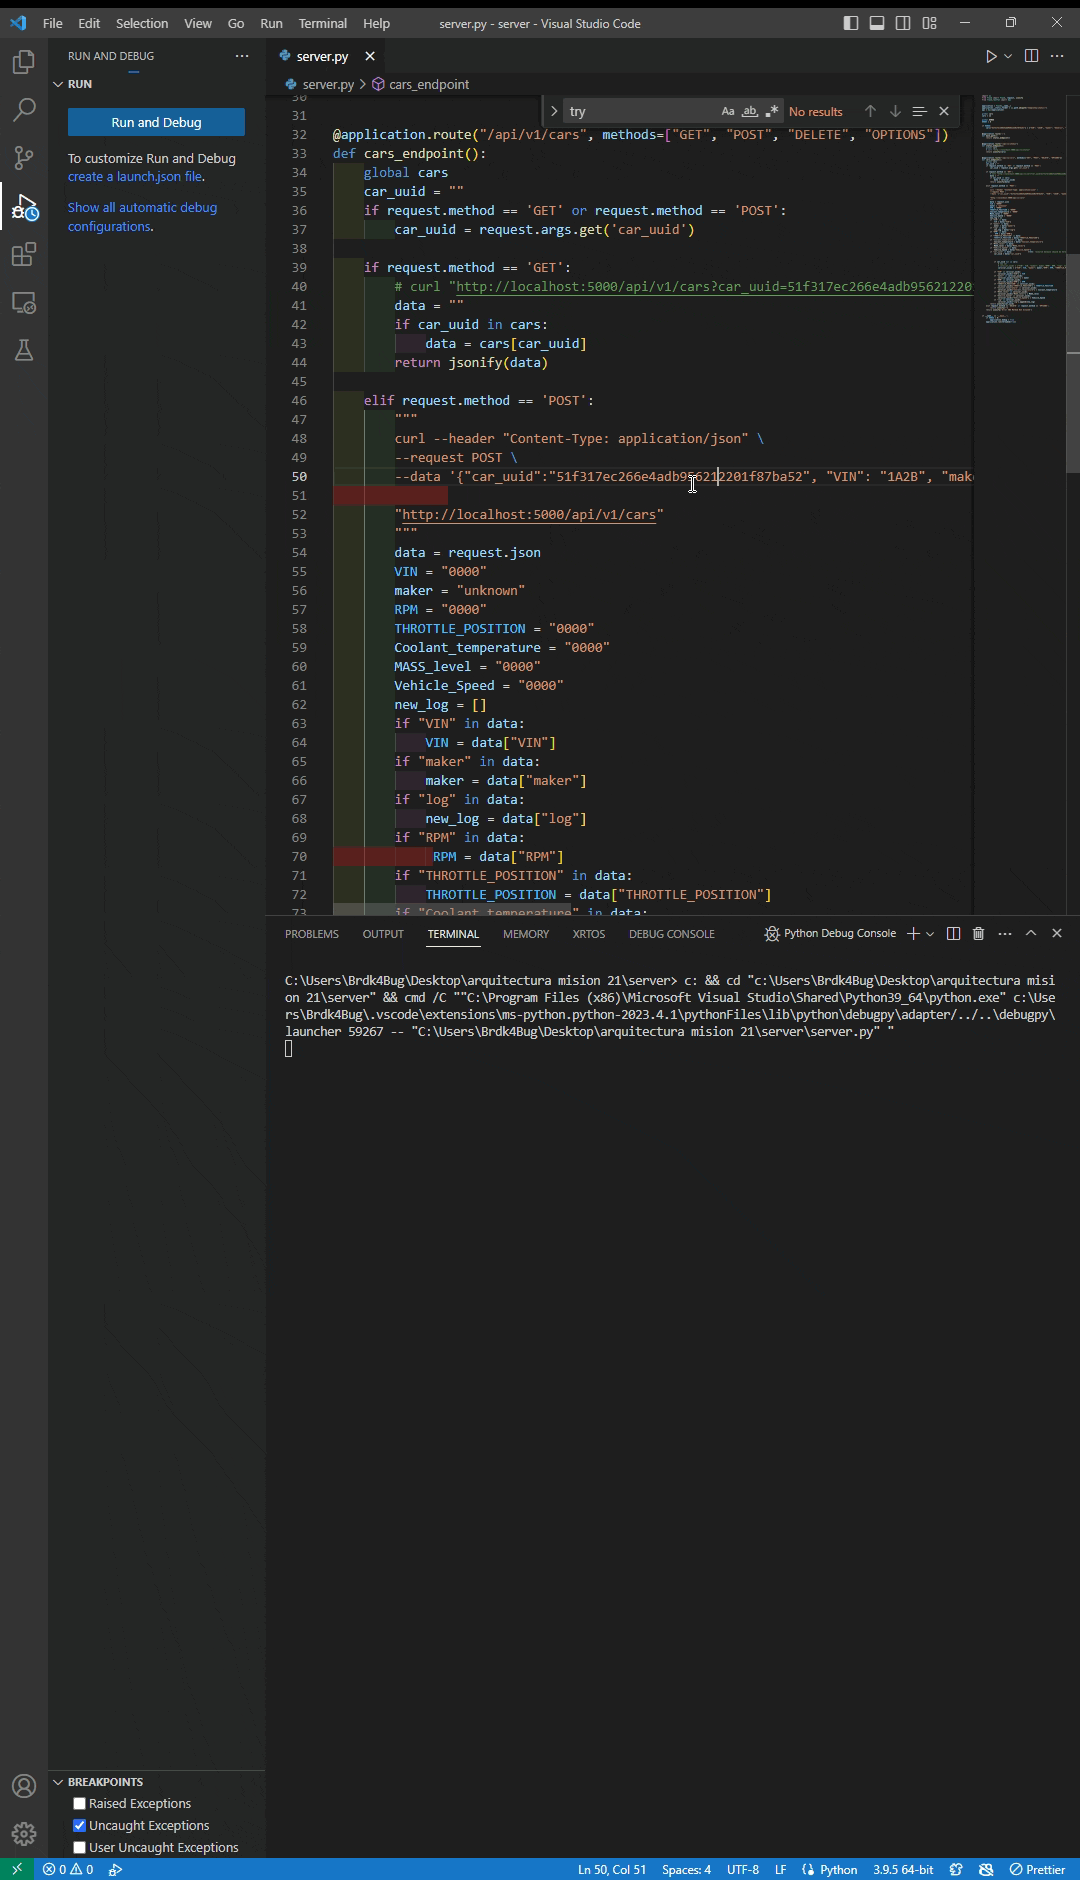 File Edit Selection View Go Run Terminal Help server.py - server - Visual Studio Code
RUN AND DEBUG ···
RUN
Run and Debug
To customize Run and Debug
create a launch.json file.
Show all automatic debug
configurations.
server.py
server.py > cars_endpoint
try Aa ab No results
30
31
32 @application.route("/api/v1/cars", methods=["GET", "POST", "DELETE", "OPTIONS"])
33 def cars_endpoint():
34 global cars
35 car_uuid = ""
36 if request.method == 'GET' or request.method == 'POST':
37 car_uuid = request.args.get('car_uuid')
38
39 if request.method == 'GET':
40 # curl "http://localhost:5000/api/v1/cars?car_uuid=51f317ec266e4adb95621220
41 data = ""
42 if car_uuid in cars:
43 data = cars[car_uuid]
44 return jsonify(data)
45
46 elif request.method == 'POST':
47 """
48 curl --header "Content-Type: application/json" \
49 --request POST \
50 --data '{"car_uuid":"51f317ec266e4adb956212201f87ba52", "VIN": "1A2B", "mak
51
52 "http://localhost:5000/api/v1/cars"
53 """
54 data = request.json
55 VIN = "0000"
56 maker = "unknown"
57 RPM = "0000"
58 THROTTLE_POSITION = "0000"
59 Coolant_temperature = "0000"
60 MASS_level = "0000"
61 Vehicle_Speed = "0000"
62 new_log = []
63 if "VIN" in data:
64 VIN = data["VIN"]
65 if "maker" in data:
66 maker = data["maker"]
67 if "log" in data:
68 new_log = data["log"]
69 if "RPM" in data:
70 RPM = data["RPM"]
71 if "THROTTLE_POSITION" in data:
72 THROTTLE_POSITION = data["THROTTLE_POSITION"]
73 if "Coolant_temperature" in data:
PROBLEMS OUTPUT TERMINAL MEMORY XRTOS DEBUG CONSOLE Python Debug Console
C:\Users\Brdk4Bug\Desktop\arquitectura mision 21\server> c: && cd "c:\Users\Brdk4Bug\Desktop\arquitectura misi
on 21\server" && cmd /C ""C:\Program Files (x86)\Microsoft Visual Studio\Shared\Python39_64\python.exe" c:\Use
rs\Brdk4Bug\.vscode\extensions\ms-python.python-2023.4.1\pythonFiles\lib\python\debugpy\adapter/../..\debugpy\
launcher 59267 -- "C:\Users\Brdk4Bug\Desktop\arquitectura mision 21\server\server.py" "
BREAKPOINTS
Raised Exceptions
Uncaught Exceptions
User Uncaught Exceptions
0 0 Ln 50, Col 51 Spaces: 4 UTF-8 LF Python 3.9.5 64-bit Prettier